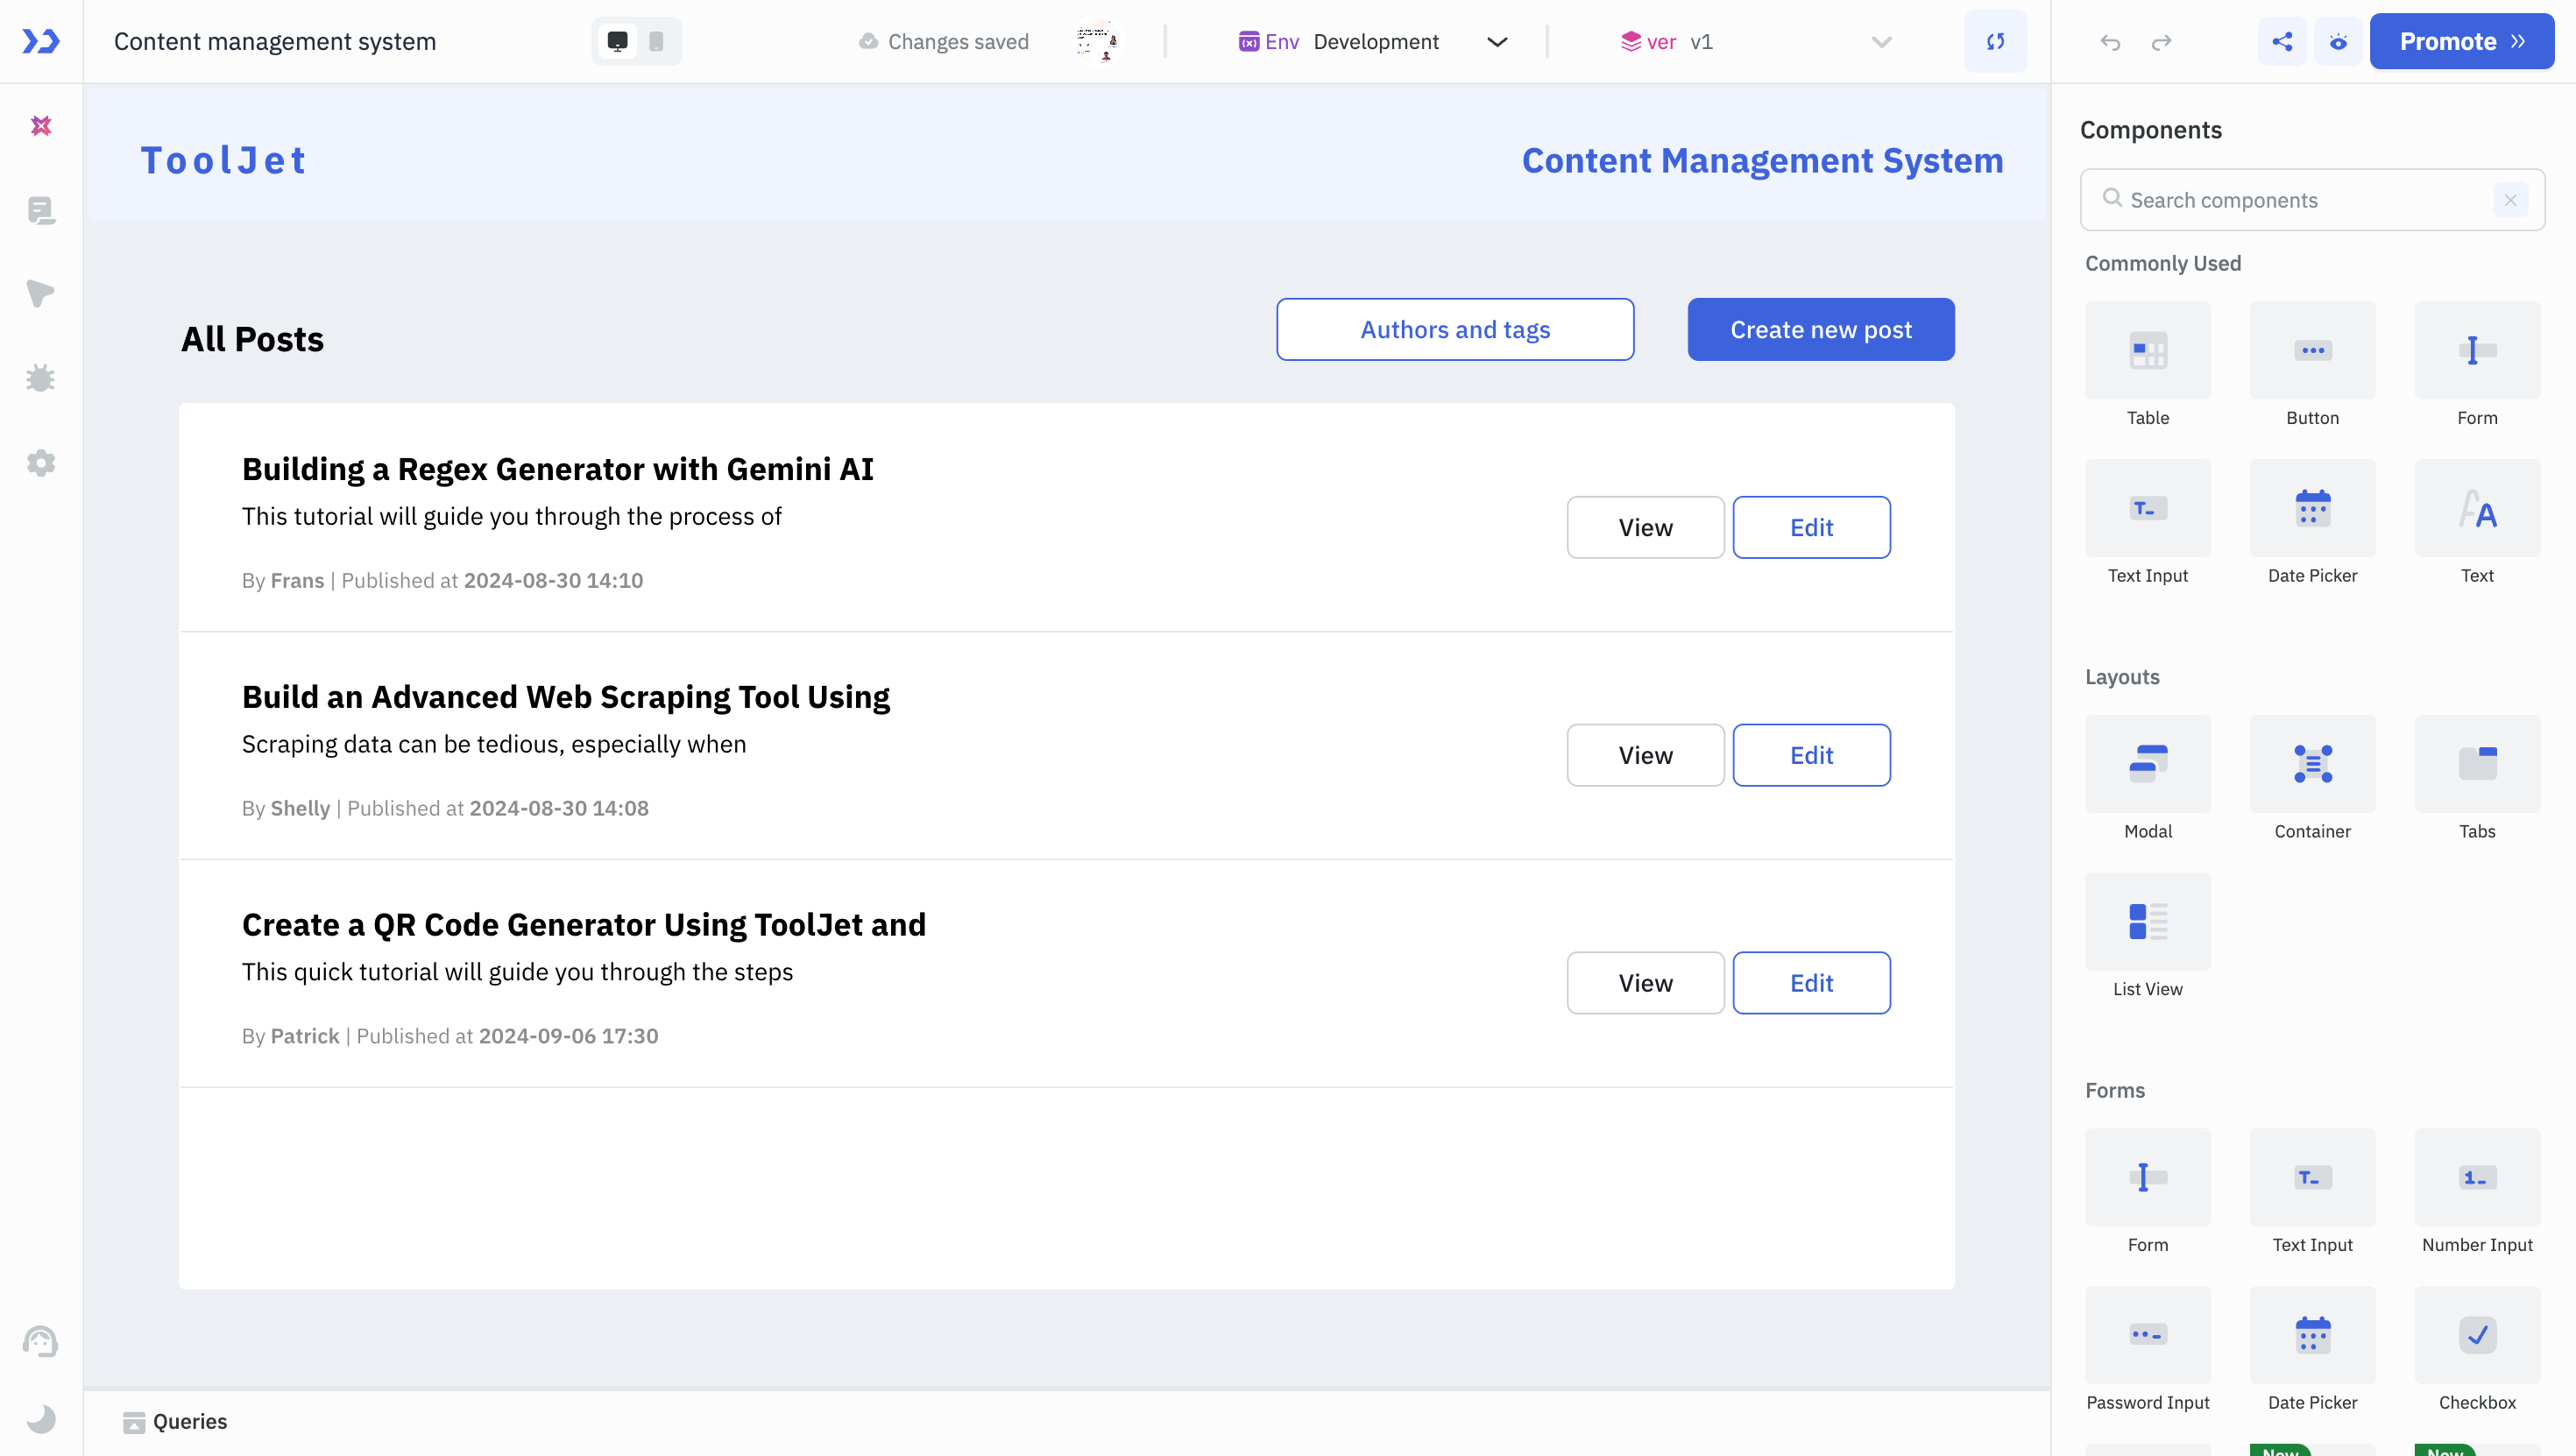 Content management system
Changes saved
Env Development
ver v1
Promote
ToolJet
Content Management System
All Posts
Authors and tags
Create new post
Building a Regex Generator with Gemini AI
This tutorial will guide you through the process of
By Frans | Published at 2024-08-30 14:10
View
Edit
Build an Advanced Web Scraping Tool Using
Scraping data can be tedious, especially when
By Shelly | Published at 2024-08-30 14:08
View
Edit
Create a QR Code Generator Using ToolJet and
This quick tutorial will guide you through the steps
By Patrick | Published at 2024-09-06 17:30
View
Edit
Queries
Components
Search components
Commonly Used
Table
Button
Form
Text Input
Date Picker
Text
Layouts
Modal
Container
Tabs
List View
Forms
Form
Text Input
Number Input
Password Input
Date Picker
Checkbox
New
New